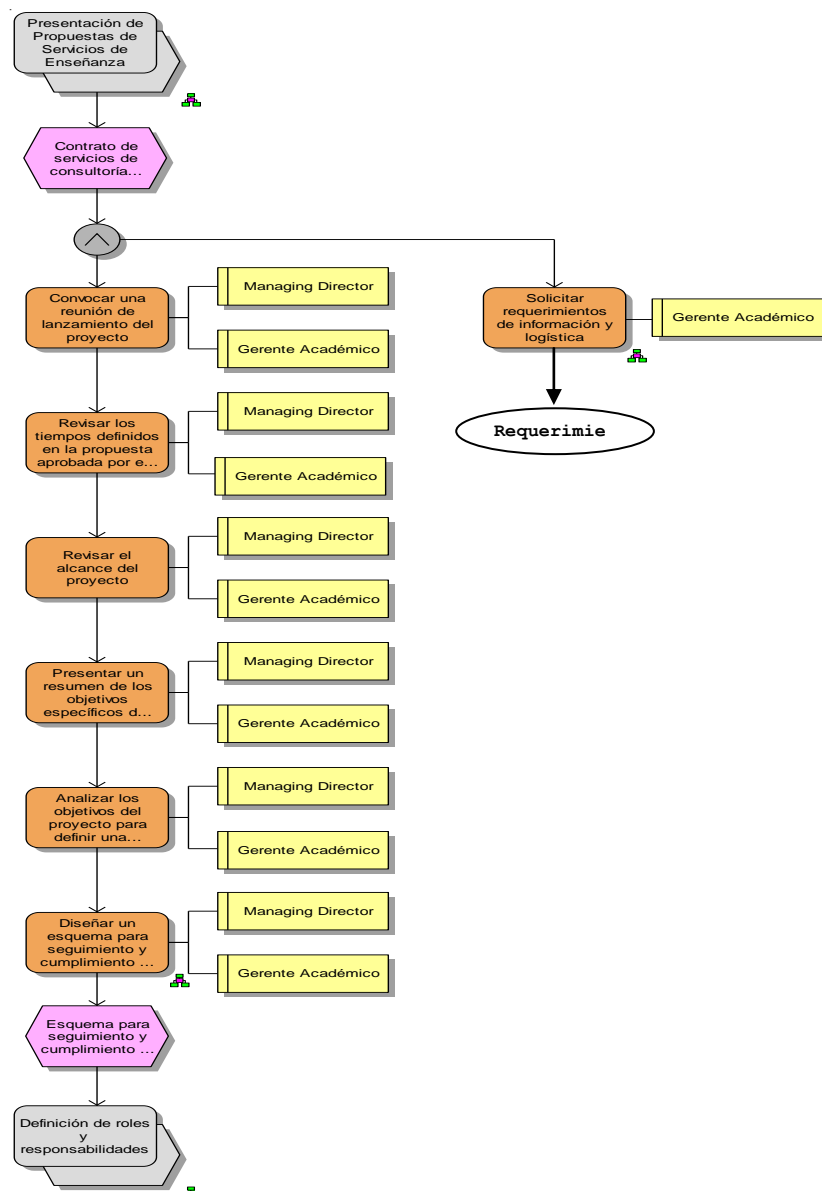 Presentación de
Propuestas de
Servicios de
Enseñanza
Contrato de
servicios de
consultoría...
Convocar una
reunión de
lanzamiento del
proyecto
Managing Director
Gerente Académico
Solicitar
requerimientos
de información y
logística
Gerente Académico
Requerimie
Revisar los
tiempos definidos
en la propuesta
aprobada por e...
Managing Director
Gerente Académico
Revisar el
alcance del
proyecto
Managing Director
Gerente Académico
Presentar un
resumen de los
objetivos
específicos d...
Managing Director
Gerente Académico
Analizar los
objetivos del
proyecto para
definir una...
Managing Director
Gerente Académico
Diseñar un
esquema para
seguimiento y
cumplimiento ...
Managing Director
Gerente Académico
Esquema para
seguimiento y
cumplimiento ...
Definición de roles
y
responsabilidades